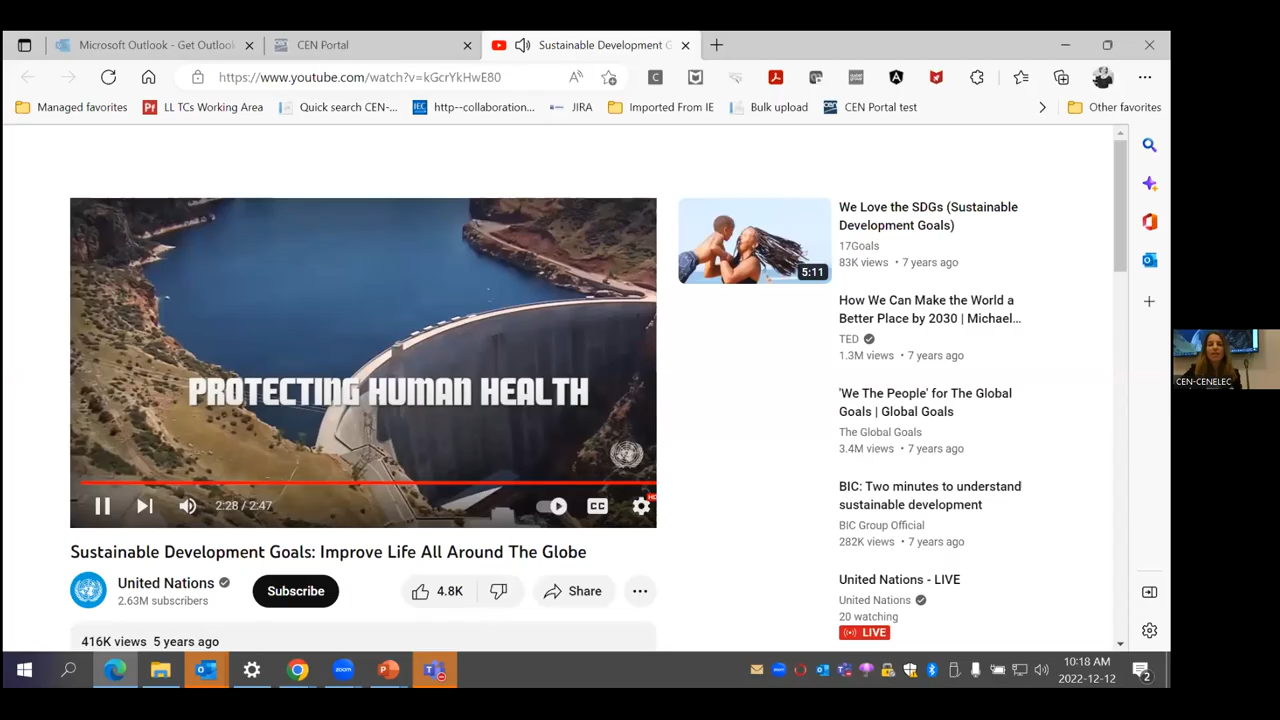 Microsoft Outlook - Get Outlool
CEN Portal
Sustainable Development G
https://www.youtube.com/watch?v=kGcrYkHwE80
Managed favorites
LL TCs Working Area
Quick search CEN-...
http--collaboration...
JIRA
Imported From IE
Bulk upload
CEN Portal test
Other favorites
PROTECTING HUMAN HEALTH
2:28 / 2:47
CC
HD
Sustainable Development Goals: Improve Life All Around The Globe
United Nations
2.63M subscribers
Subscribe
4.8K
Share
416K views 5 years ago
5:11
We Love the SDGs (Sustainable
Development Goals)
17Goals
83K views • 7 years ago
How We Can Make the World a
Better Place by 2030 | Michael...
TED
1.3M views • 7 years ago
'We The People' for The Global
Goals | Global Goals
The Global Goals
3.4M views • 7 years ago
BIC: Two minutes to understand
sustainable development
BIC Group Official
282K views • 7 years ago
United Nations - LIVE
United Nations
20 watching
LIVE
CEN-CENELEC
10:18 AM
2022-12-12
2